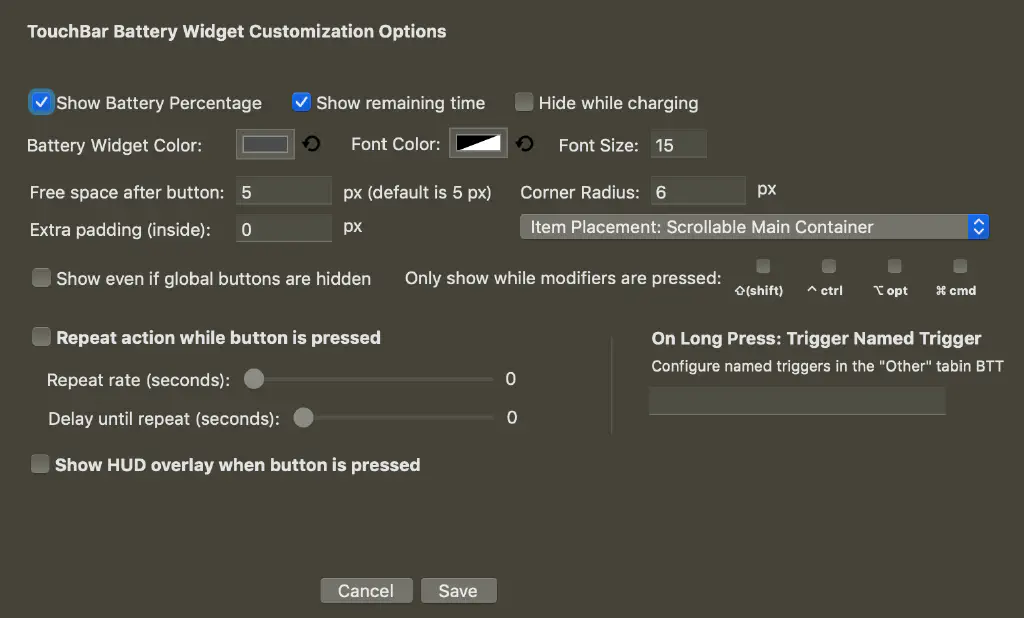 TouchBar Battery Widget Customization Options
Show Battery Percentage Show remaining time Hide while charging
Battery Widget Color: Font Color: Font Size: 15
Free space after button: 5 px (default is 5 px) Corner Radius: 6 px
Extra padding (inside): 0 px Item Placement: Scrollable Main Container
Show even if global buttons are hidden Only show while modifiers are pressed: ⇧(shift) ^ ctrl ⌥ opt ⌘ cmd
Repeat action while button is pressed
Repeat rate (seconds): 0
Delay until repeat (seconds): 0
On Long Press: Trigger Named Trigger
Configure named triggers in the "Other" tabin BTT
Show HUD overlay when button is pressed
Cancel Save